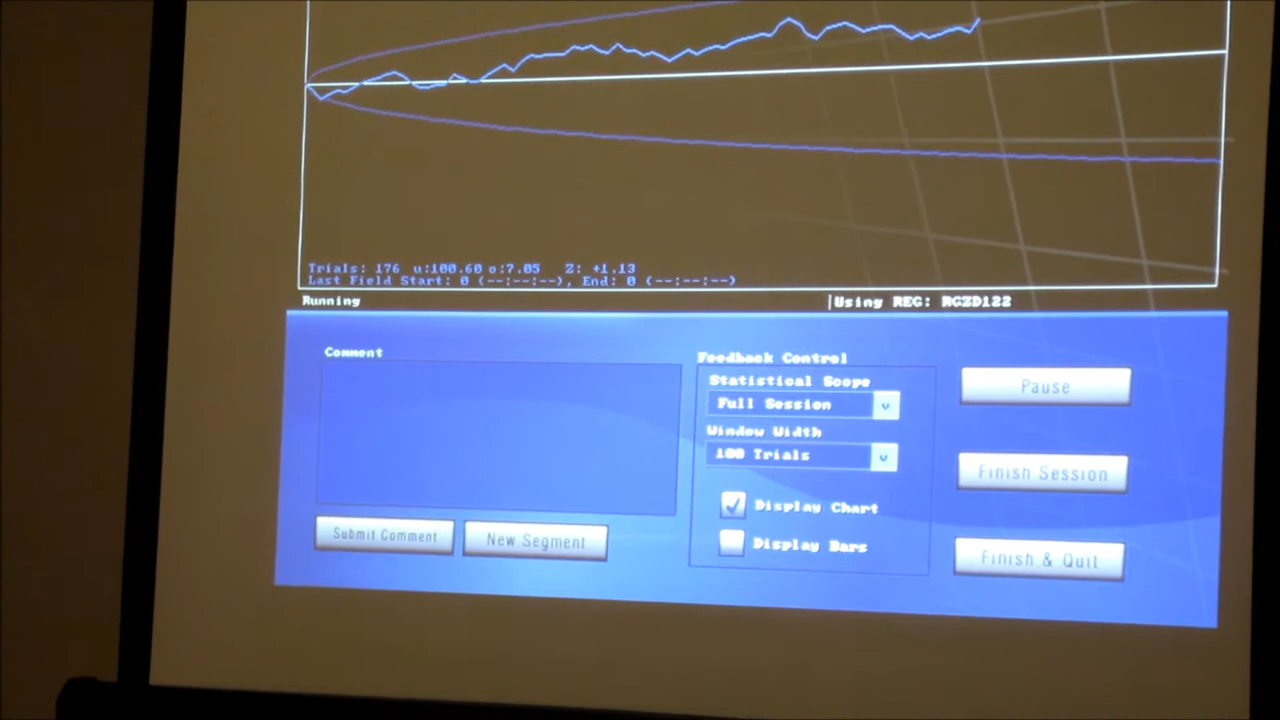 Trials: 176 u:100.60 o:7.05 Z: +1.13
Last Field Start: 0 (--:--:--), End: 0 (--:--:--)
Running
Using REG: RGZD122
Comment
Feedback Control
Statistical Scope
Full Session
Pause
Window Width
100 Trials
Finish Session
Display Chart
Submit Comment
New Segment
Display Bars
Finish & Quit